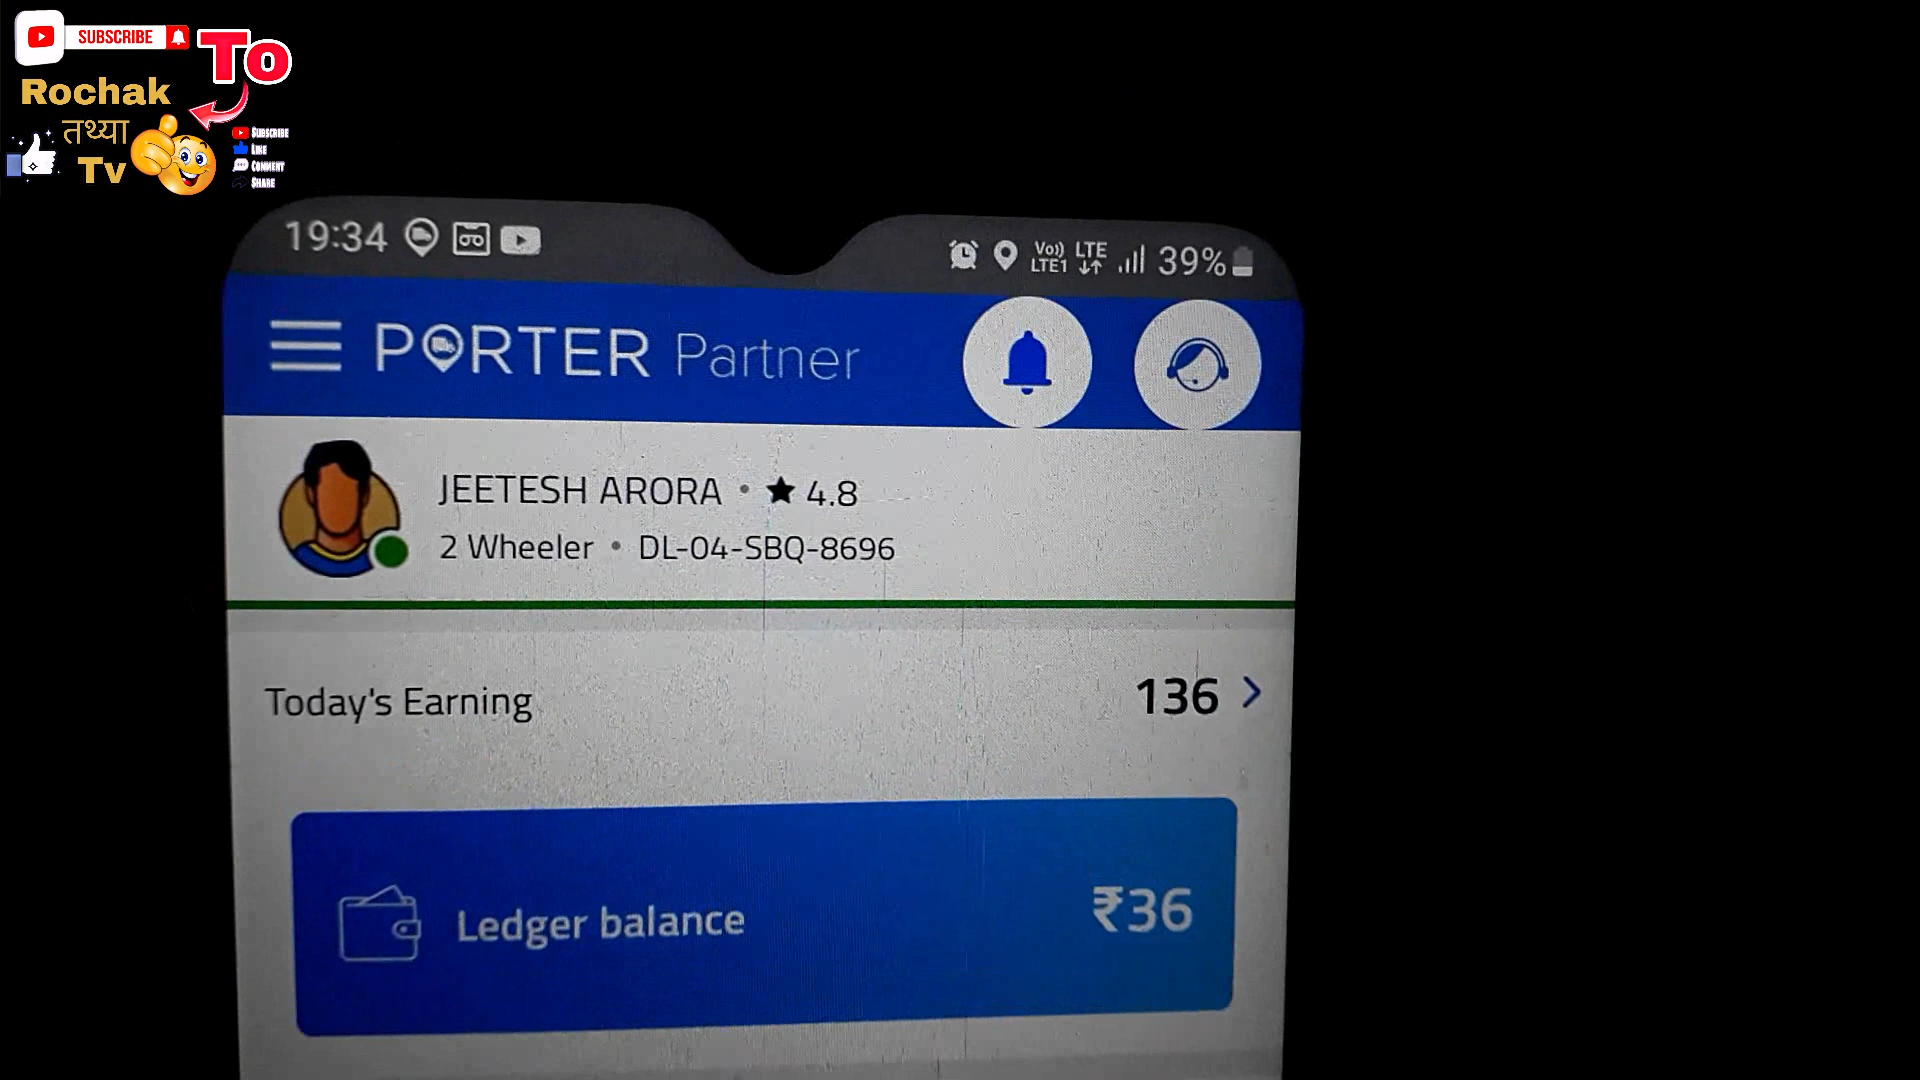 SUBSCRIBE
To
Rochak
तथ्या
Tv
SUBSCRIBE
LIKE
COMMENT
SHARE
19:34
Vo)) LTE
LTE1
39%
PORTER Partner
JEETESH ARORA • ★ 4.8
2 Wheeler • DL-04-SBQ-8696
Today's Earning
136 >
Ledger balance
₹36